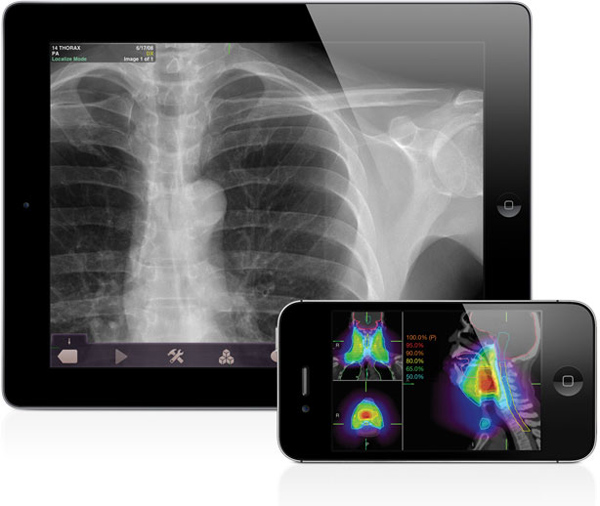 14 THORAX 6/17/08
PA CR
Localize Mode Image 1 of 1
i
R
R
100.0% (P)
95.0%
90.0%
80.0%
65.0%
50.0%